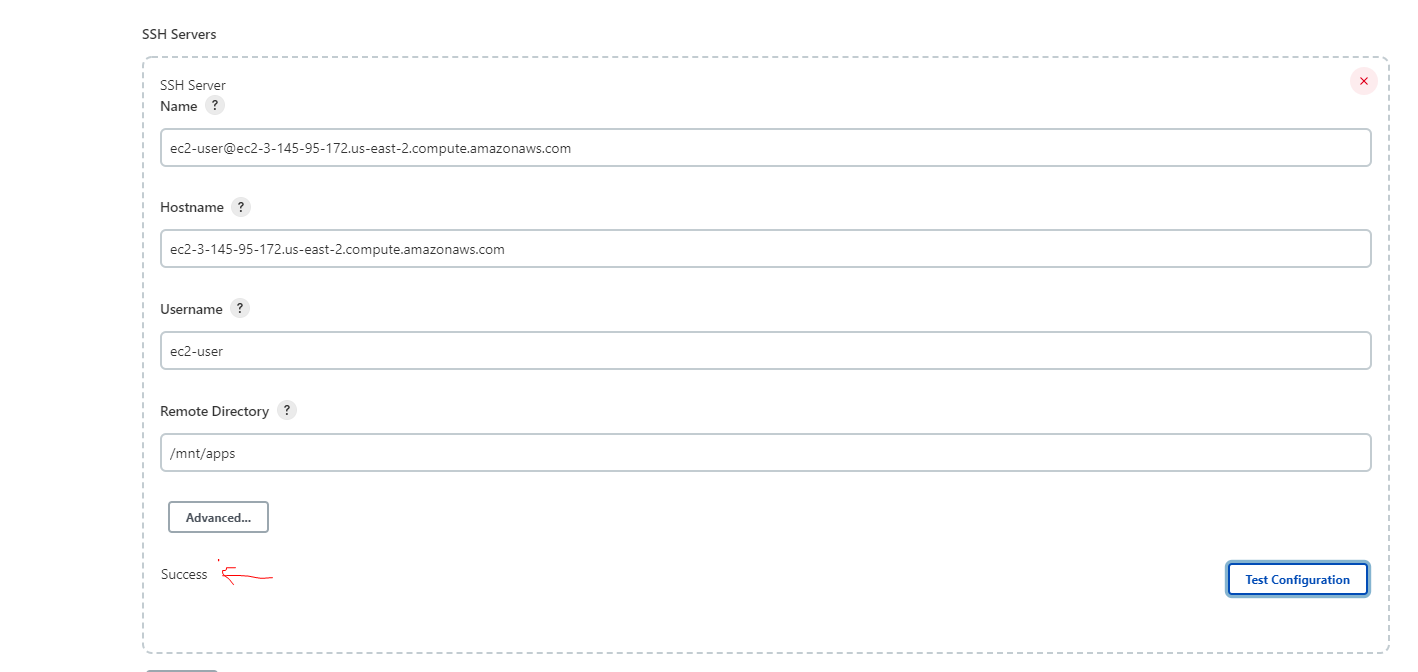 SSH Servers
SSH Server
Name ?
ec2-user@ec2-3-145-95-172.us-east-2.compute.amazonaws.com
Hostname ?
ec2-3-145-95-172.us-east-2.compute.amazonaws.com
Username ?
ec2-user
Remote Directory ?
/mnt/apps
Advanced...
Success
Test Configuration